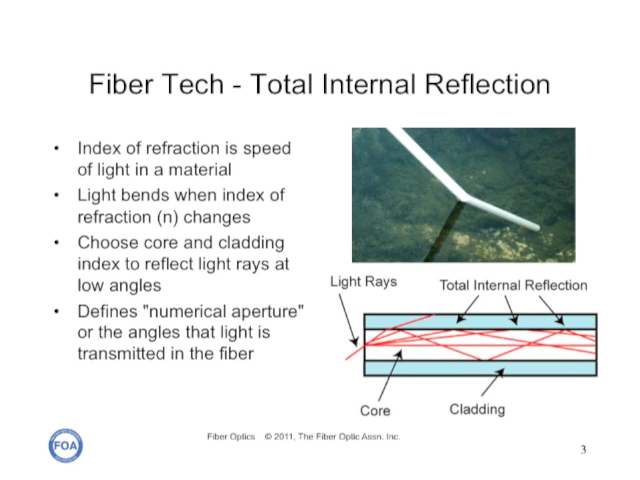 Fiber Tech - Total Internal Reflection
• Index of refraction is speed
of light in a material
• Light bends when index of
refraction (n) changes
• Choose core and cladding
index to reflect light rays at
low angles
• Defines "numerical aperture"
or the angles that light is
transmitted in the fiber
Light Rays
Total Internal Reflection
Core
Cladding
Fiber Optics © 2011, The Fiber Optic Assn. Inc.
FOA
3